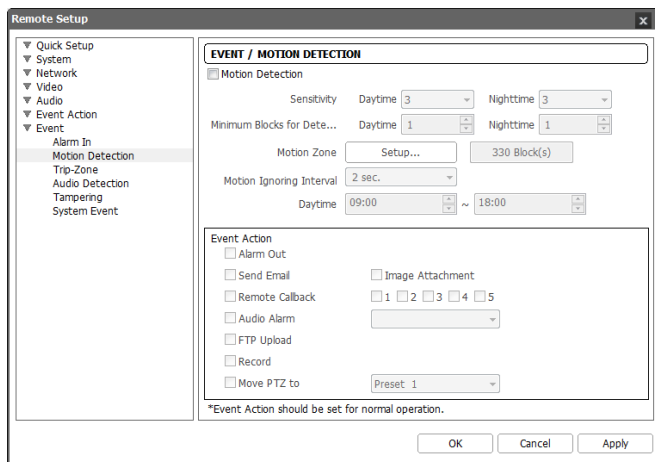 Remote Setup
x
Quick Setup
System
Network
Video
Audio
Event Action
Event
Alarm In
Motion Detection
Trip-Zone
Audio Detection
Tampering
System Event
EVENT / MOTION DETECTION
Motion Detection
Sensitivity Daytime 3 Nighttime 3
Minimum Blocks for Dete... Daytime 1 Nighttime 1
Motion Zone Setup... 330 Block(s)
Motion Ignoring Interval 2 sec.
Daytime 09:00 ~ 18:00
Event Action
Alarm Out
Send Email Image Attachment
Remote Callback 1 2 3 4 5
Audio Alarm
FTP Upload
Record
Move PTZ to Preset 1
*Event Action should be set for normal operation.
OK Cancel Apply